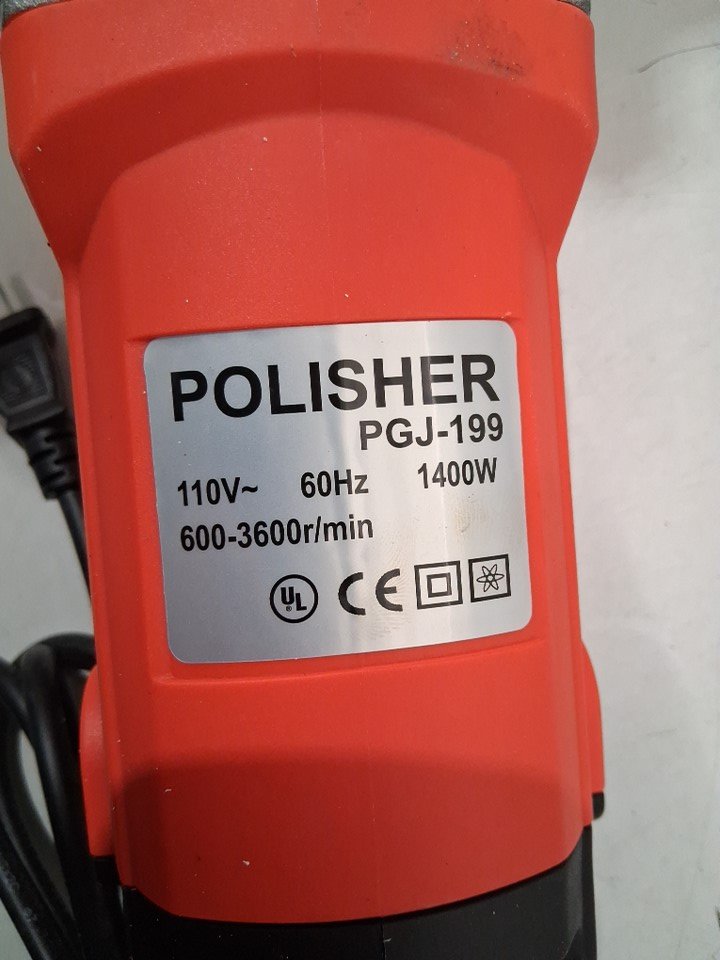 POLISHER
PGJ-199
110V~ 60Hz 1400W
600-3600r/min
UL CE